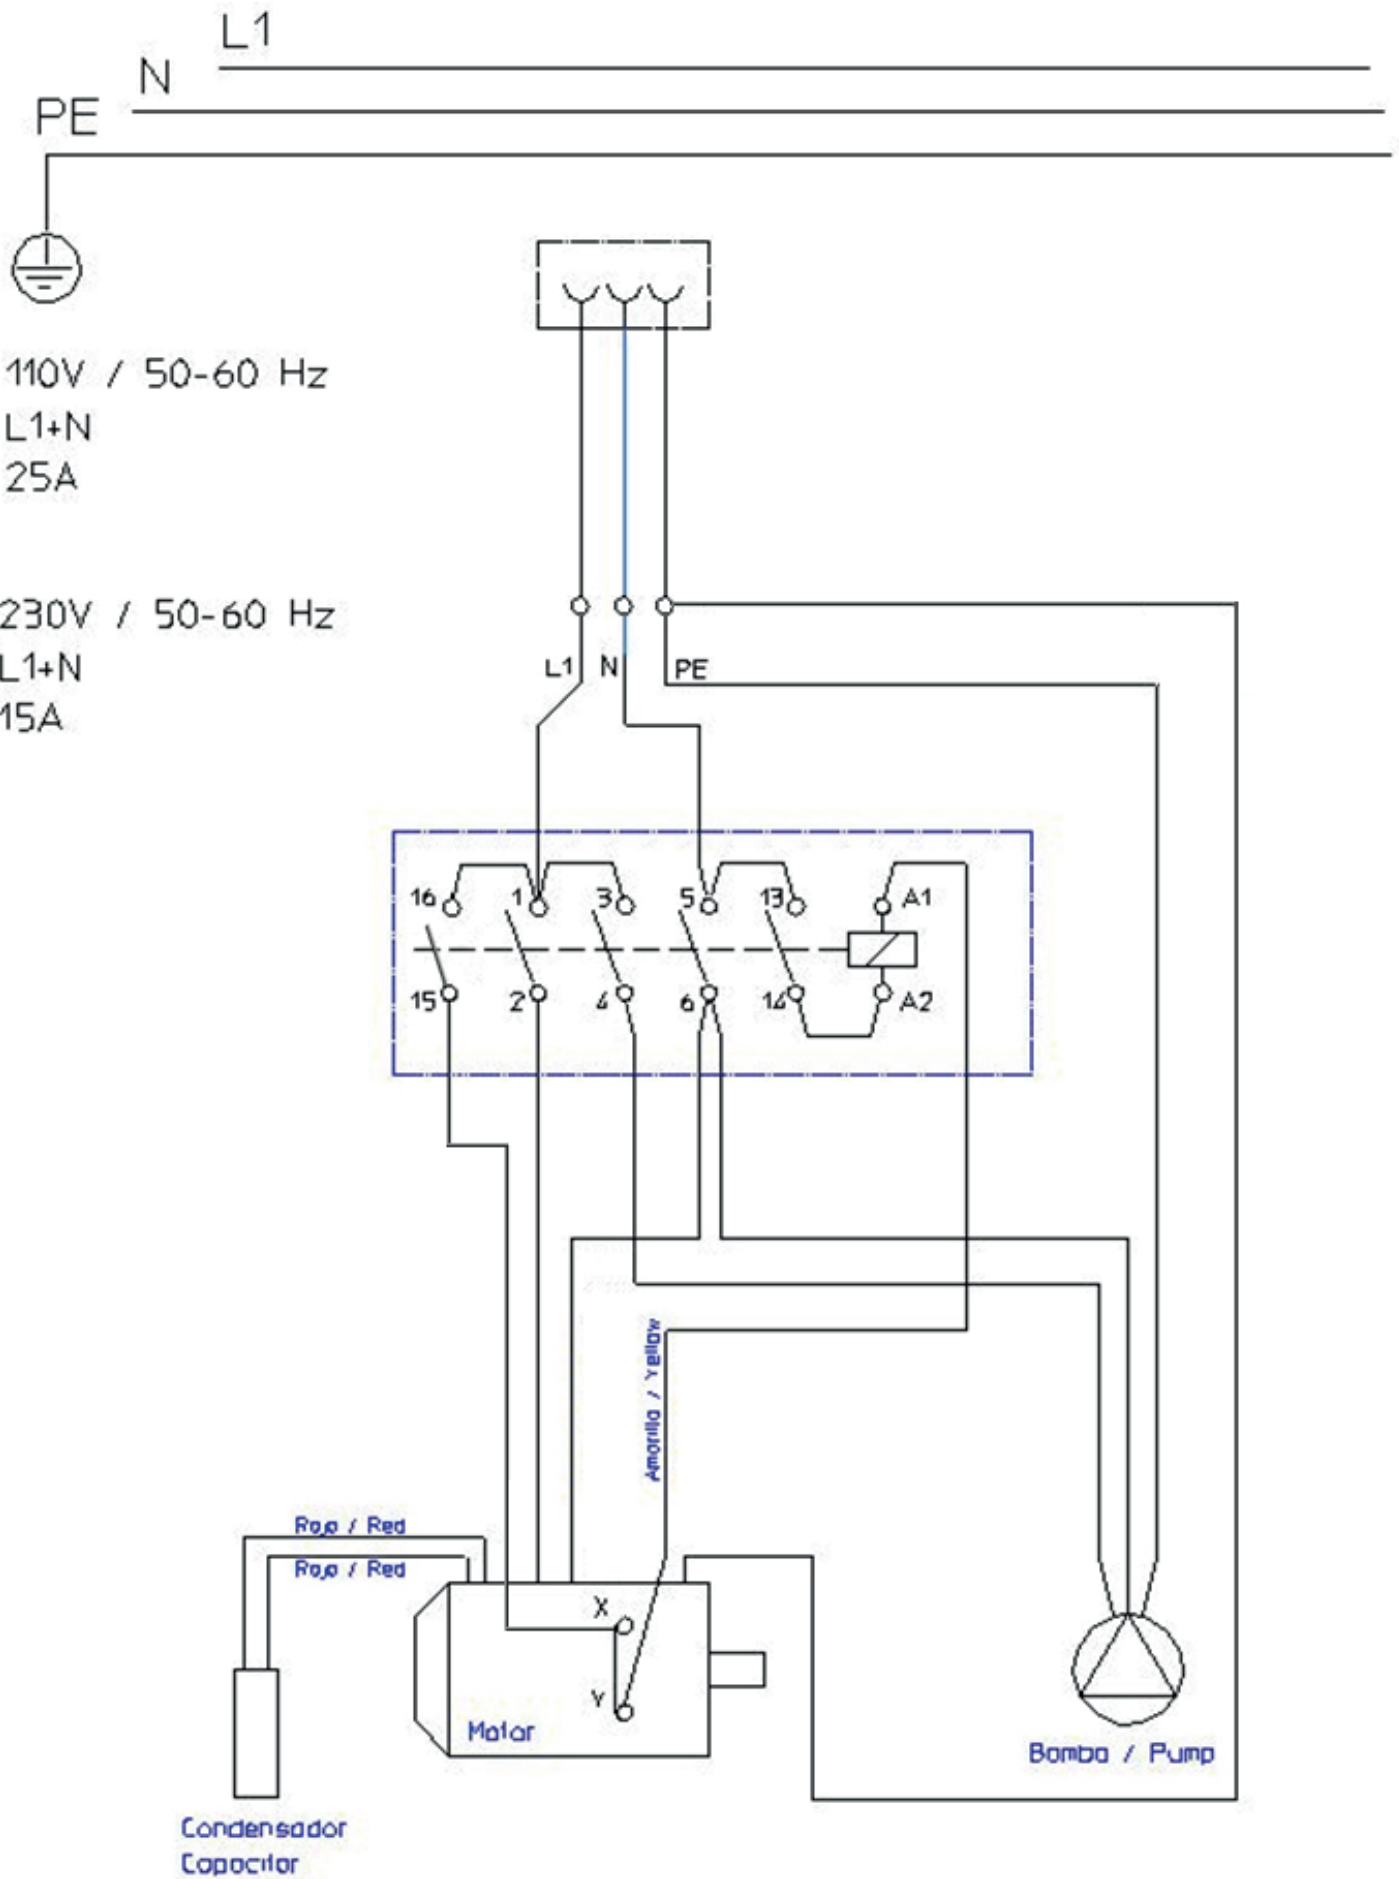 L1
N
PE
110V / 50-60 Hz
L1+N
25A
230V / 50-60 Hz
L1+N
15A
L1 N PE
16 1 3 5 13 A1
15 2 4 6 14 A2
Amarillo / Yellow
Rojo / Red
Rojo / Red
X
Y
Motor
Bomba / Pump
Condensador
Capacitor